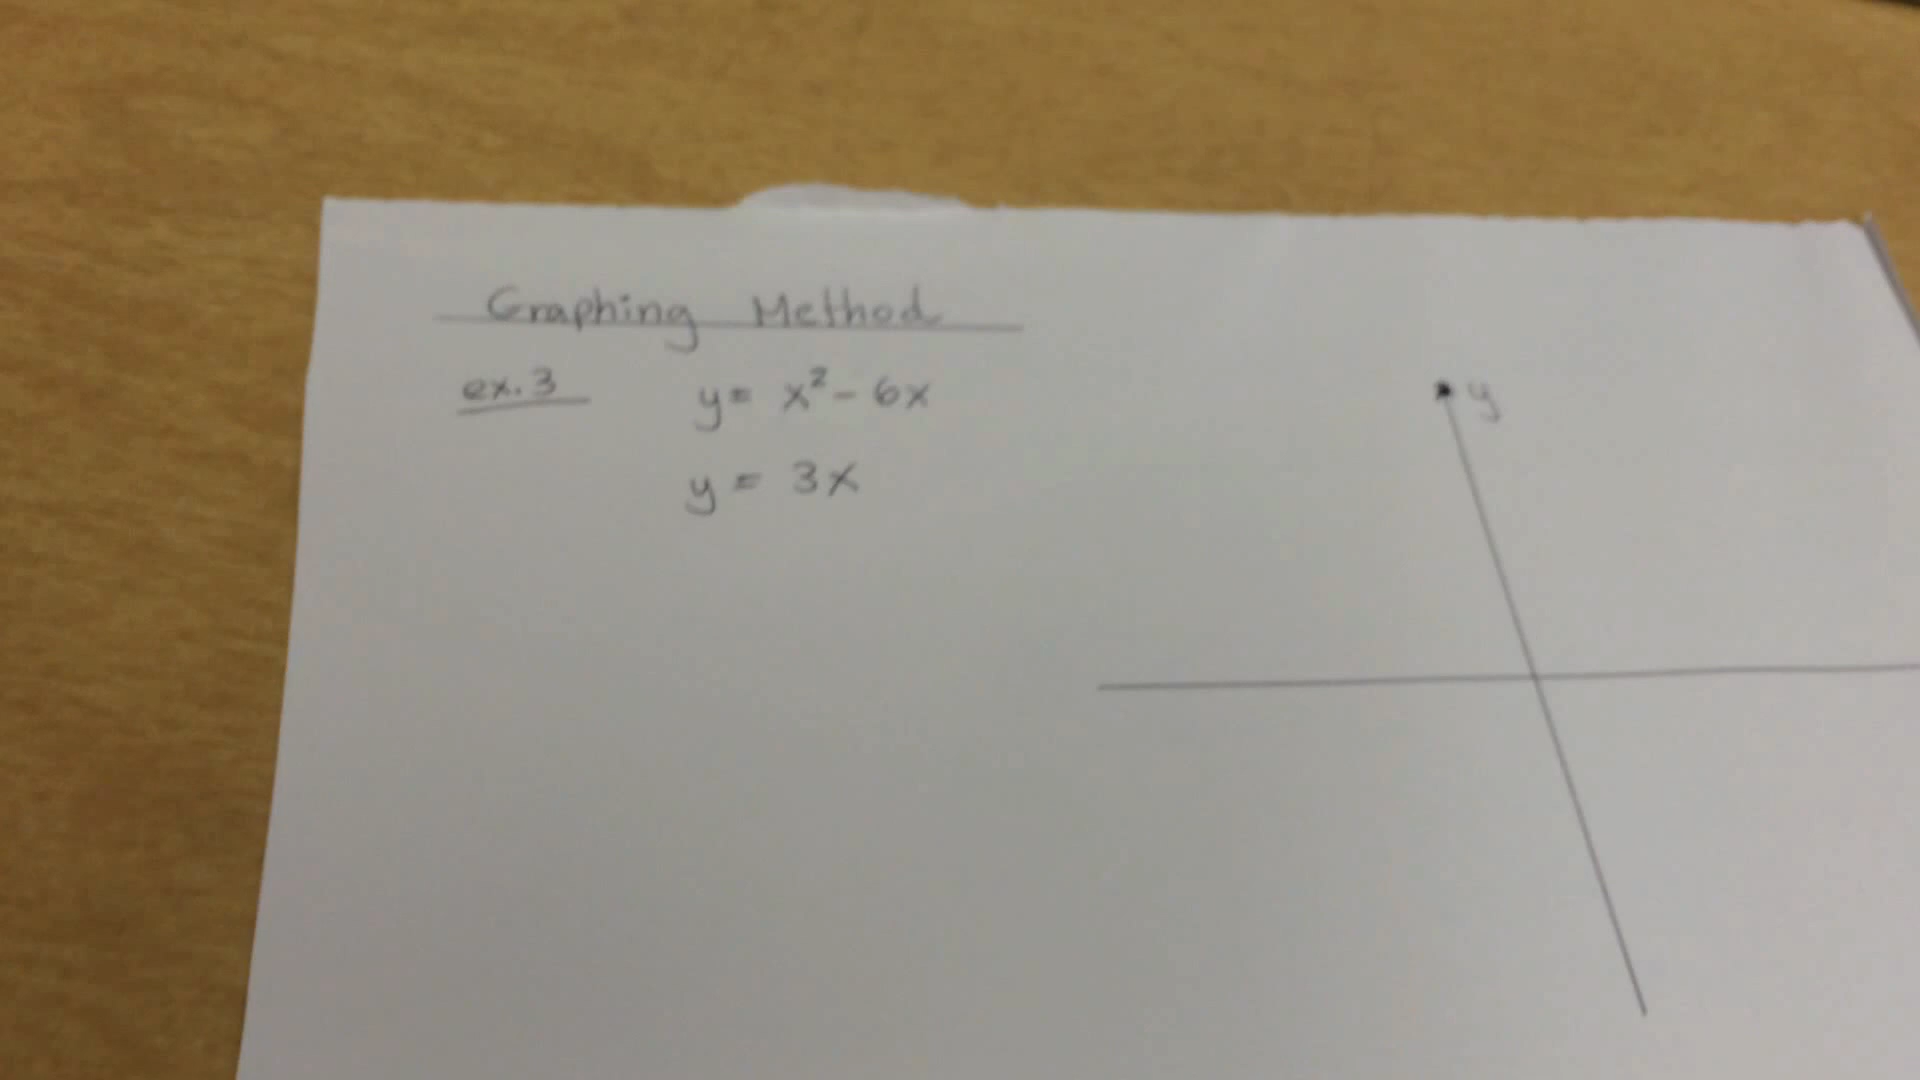 Graphing Method
ex. 3 y = x² - 6x
y = 3x
y